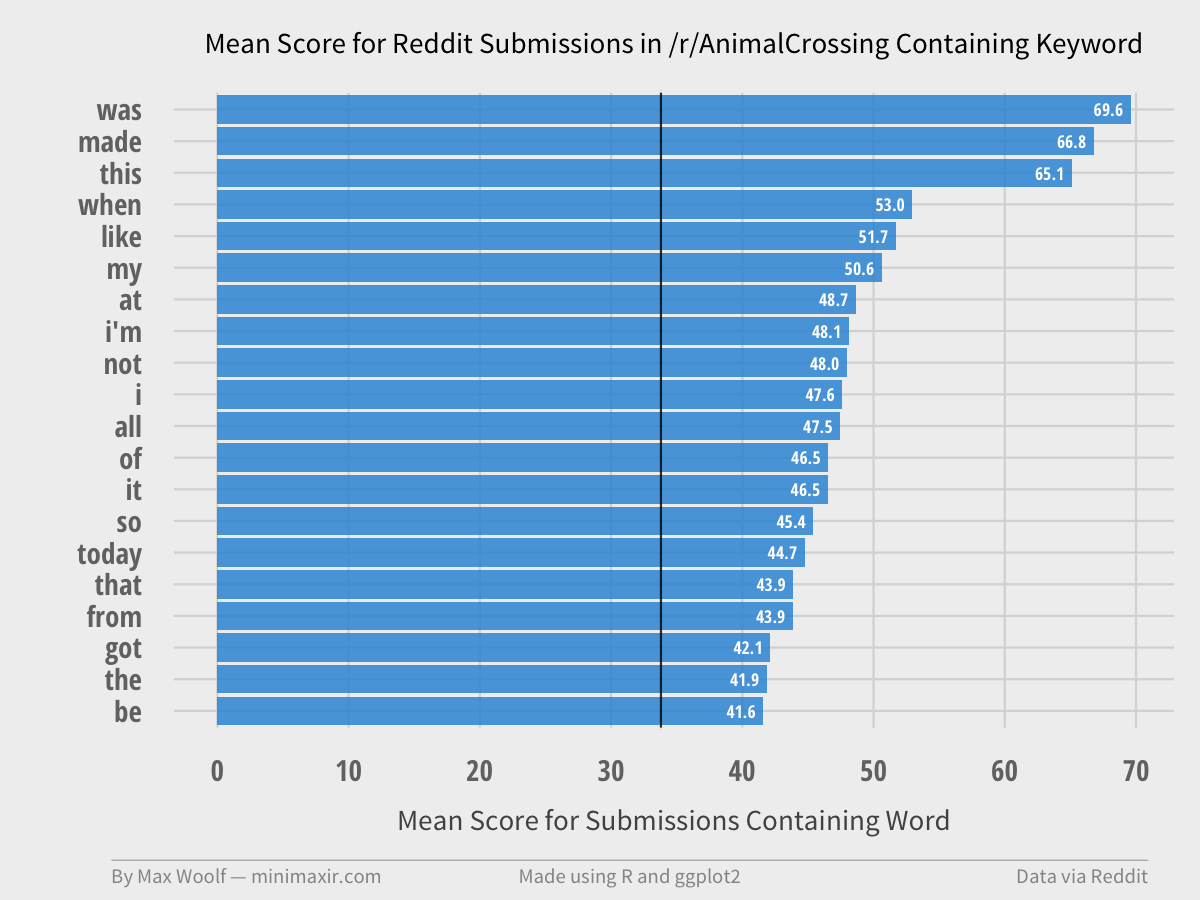 Mean Score for Reddit Submissions in /r/AnimalCrossing Containing Keyword
was 69.6
made 66.8
this 65.1
when 53.0
like 51.7
my 50.6
at 48.7
i'm 48.1
not 48.0
i 47.6
all 47.5
of 46.5
it 46.5
so 45.4
today 44.7
that 43.9
from 43.9
got 42.1
the 41.9
be 41.6
0 10 20 30 40 50 60 70
Mean Score for Submissions Containing Word
By Max Woolf — minimaxir.com Made using R and ggplot2 Data via Reddit